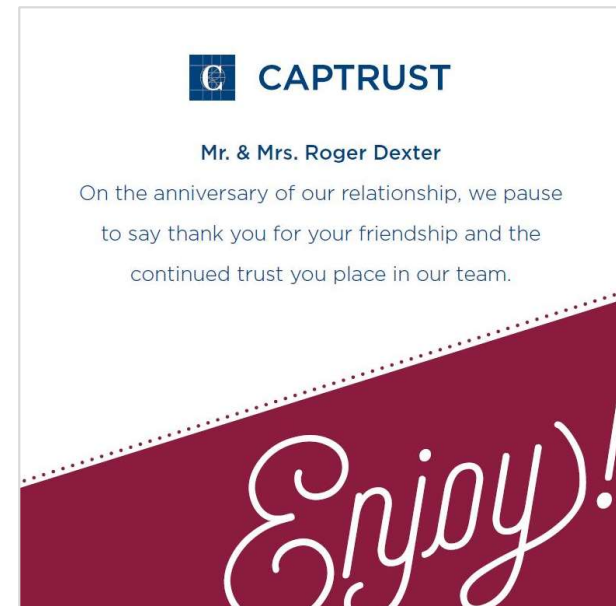 C CAPTRUST
Mr. & Mrs. Roger Dexter
On the anniversary of our relationship, we pause
to say thank you for your friendship and the
continued trust you place in our team.
Enjoy!